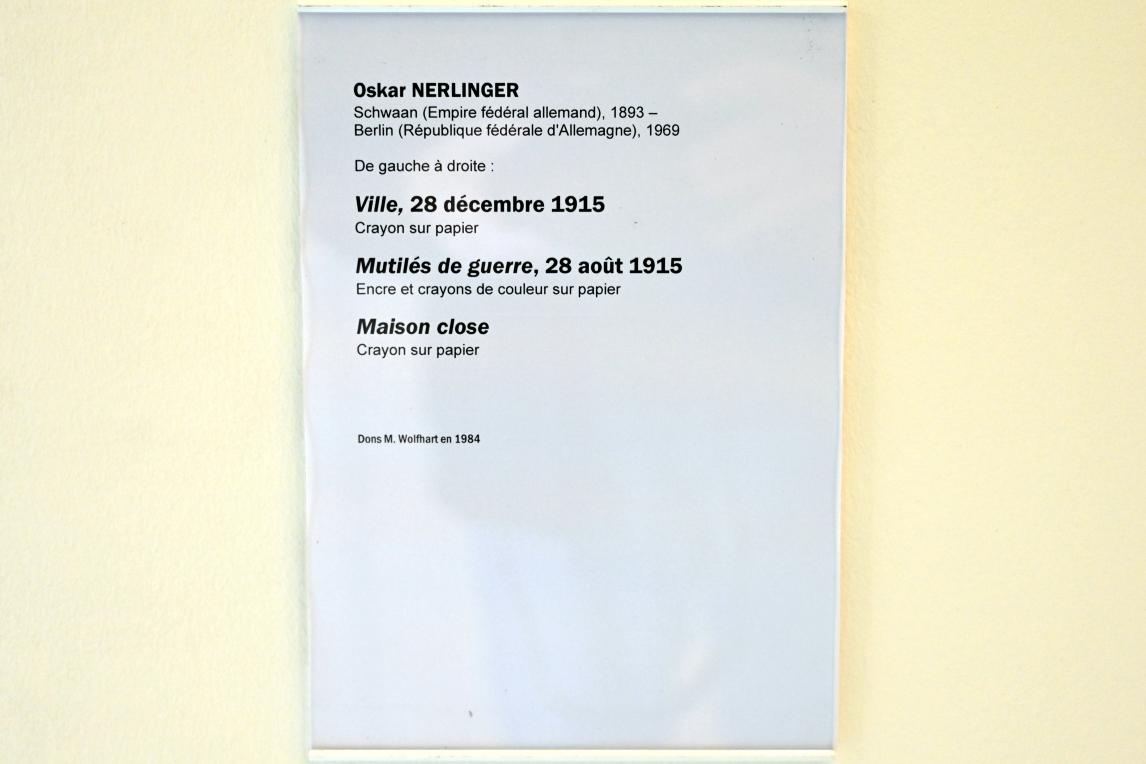 Oskar NERLINGER
Schwaan (Empire fédéral allemand), 1893 –
Berlin (République fédérale d'Allemagne), 1969
De gauche à droite :
Ville, 28 décembre 1915
Crayon sur papier
Mutilés de guerre, 28 août 1915
Encre et crayons de couleur sur papier
Maison close
Crayon sur papier
Dons M. Wolfhart en 1984